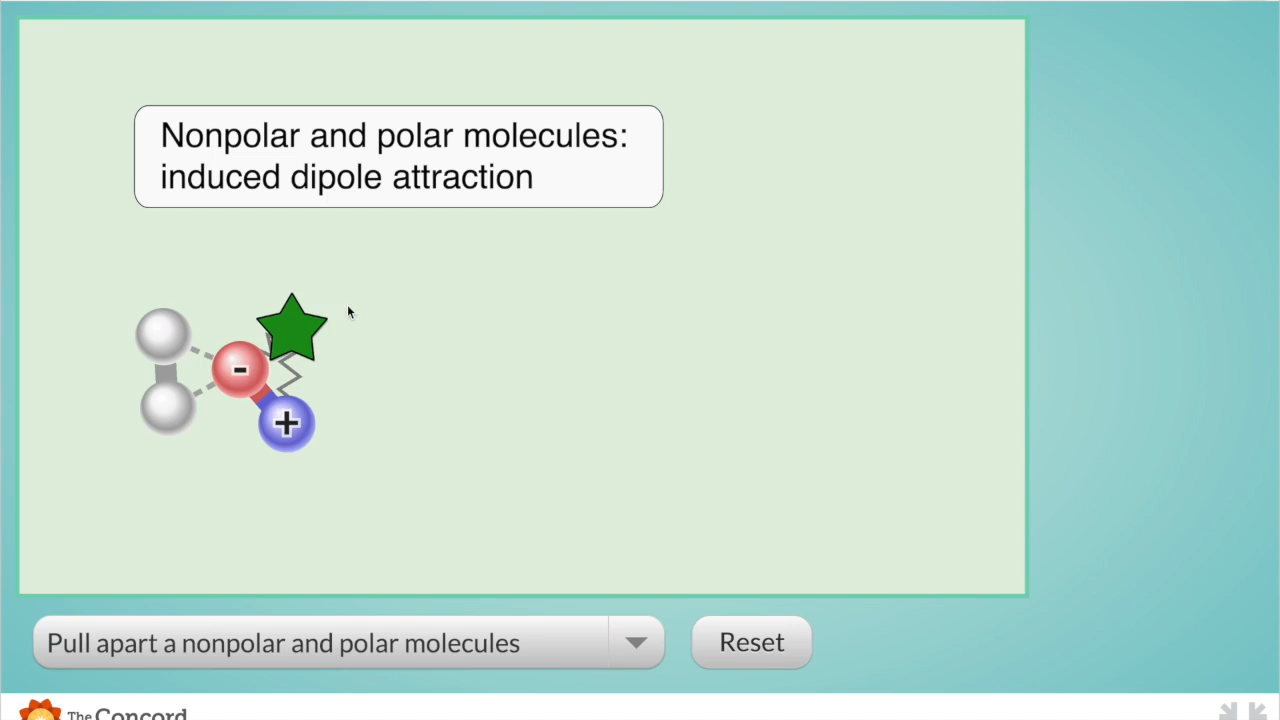 Nonpolar and polar molecules:
induced dipole attraction
-
+
Pull apart a nonpolar and polar molecules
Reset
The Concord